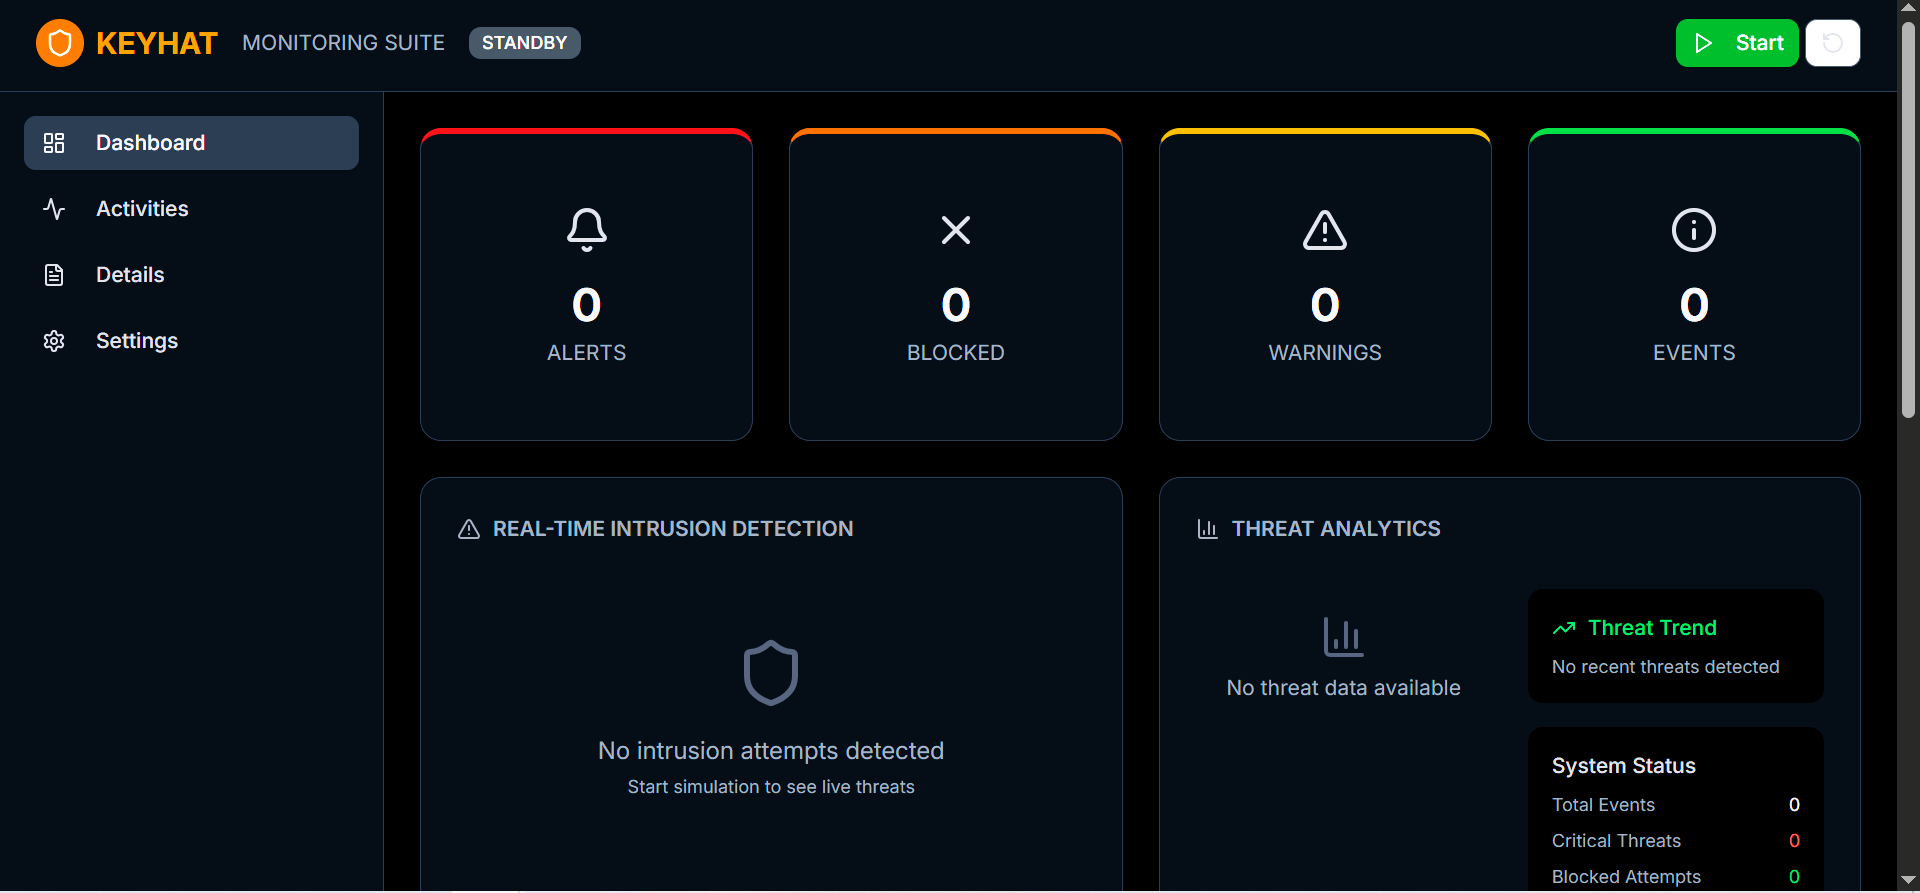 KEYHAT MONITORING SUITE STANDBY
Start
Dashboard
Activities
Details
Settings
0
ALERTS
0
BLOCKED
0
WARNINGS
0
EVENTS
REAL-TIME INTRUSION DETECTION
No intrusion attempts detected
Start simulation to see live threats
THREAT ANALYTICS
No threat data available
Threat Trend
No recent threats detected
System Status
Total Events 0
Critical Threats 0
Blocked Attempts 0